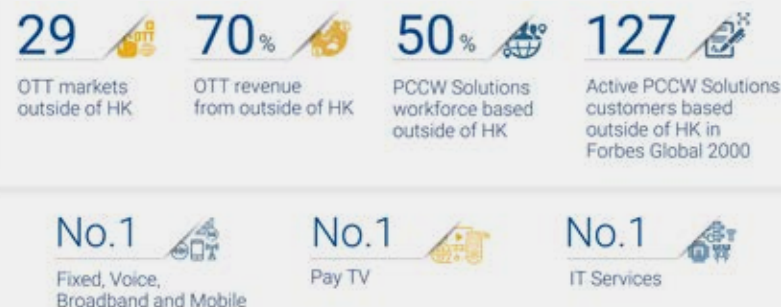 29
OTT
OTT markets
outside of HK
70%
OTT revenue
from outside of HK
50%
PCCW Solutions
workforce based
outside of HK
127
Active PCCW Solutions
customers based
outside of HK in
Forbes Global 2000
No.1
Fixed, Voice,
Broadband and Mobile
No.1
Pay TV
No.1
IT Services